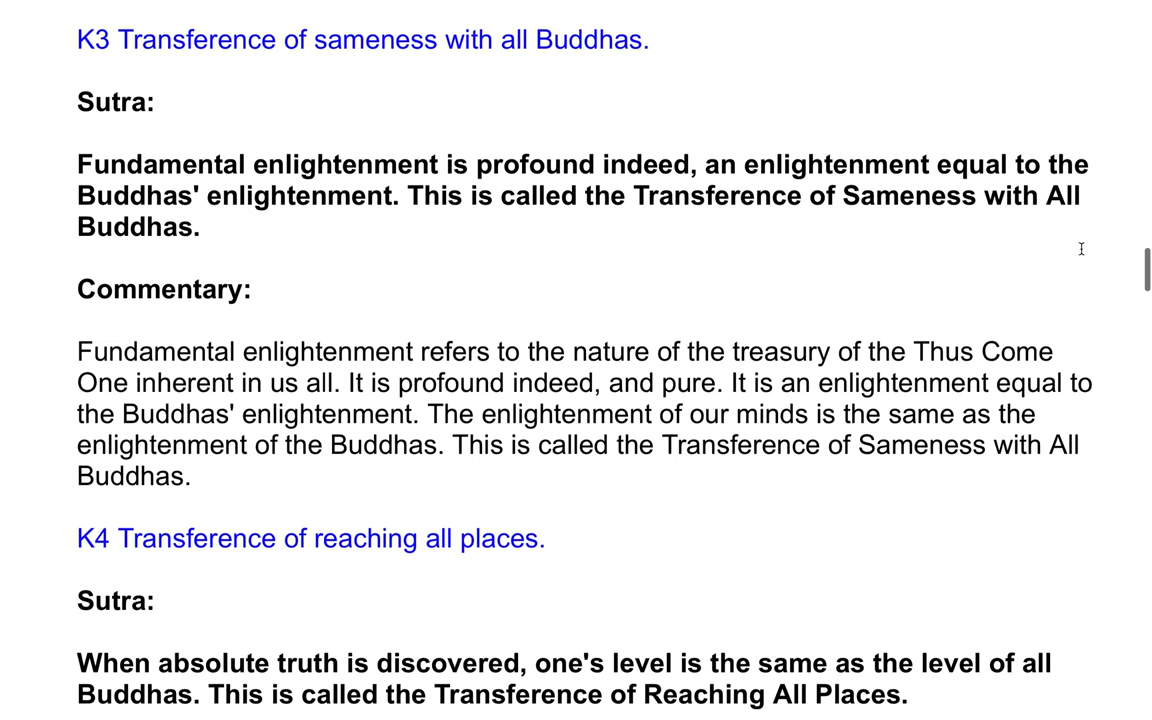 K3 Transference of sameness with all Buddhas.
Sutra:
Fundamental enlightenment is profound indeed, an enlightenment equal to the
Buddhas' enlightenment. This is called the Transference of Sameness with All
Buddhas.
Commentary:
Fundamental enlightenment refers to the nature of the treasury of the Thus Come
One inherent in us all. It is profound indeed, and pure. It is an enlightenment equal to
the Buddhas' enlightenment. The enlightenment of our minds is the same as the
enlightenment of the Buddhas. This is called the Transference of Sameness with All
Buddhas.
K4 Transference of reaching all places.
Sutra:
When absolute truth is discovered, one's level is the same as the level of all
Buddhas. This is called the Transference of Reaching All Places.